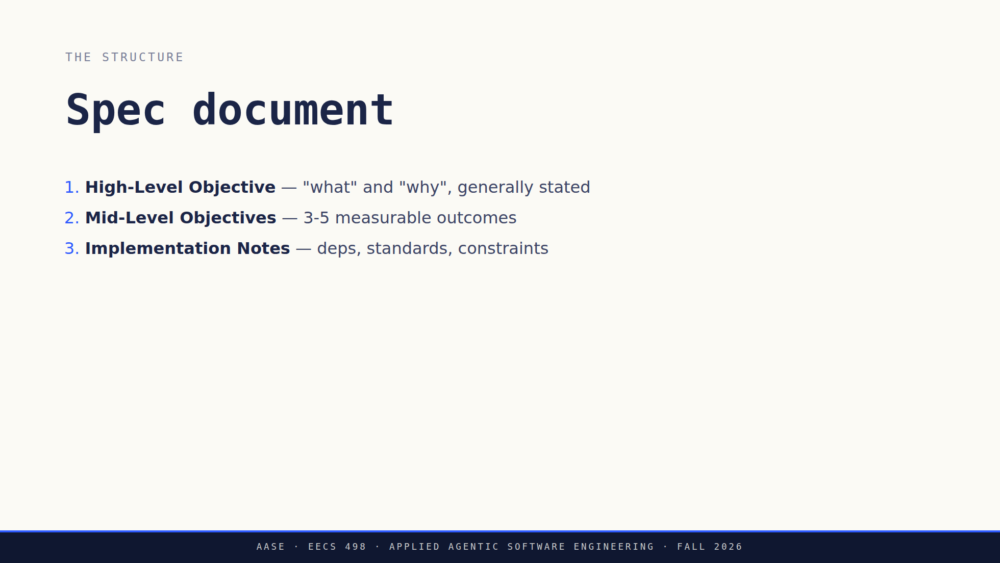 THE STRUCTURE
Spec document
1. High-Level Objective — "what" and "why", generally stated
2. Mid-Level Objectives — 3-5 measurable outcomes
3. Implementation Notes — deps, standards, constraints
AASE · EECS 498 · APPLIED AGENTIC SOFTWARE ENGINEERING · FALL 2026